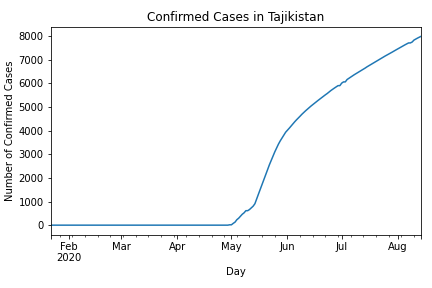 Confirmed Cases in Tajikistan
Number of Confirmed Cases
8000
7000
6000
5000
4000
3000
2000
1000
0
Feb Mar Apr May Jun Jul Aug
2020
Day